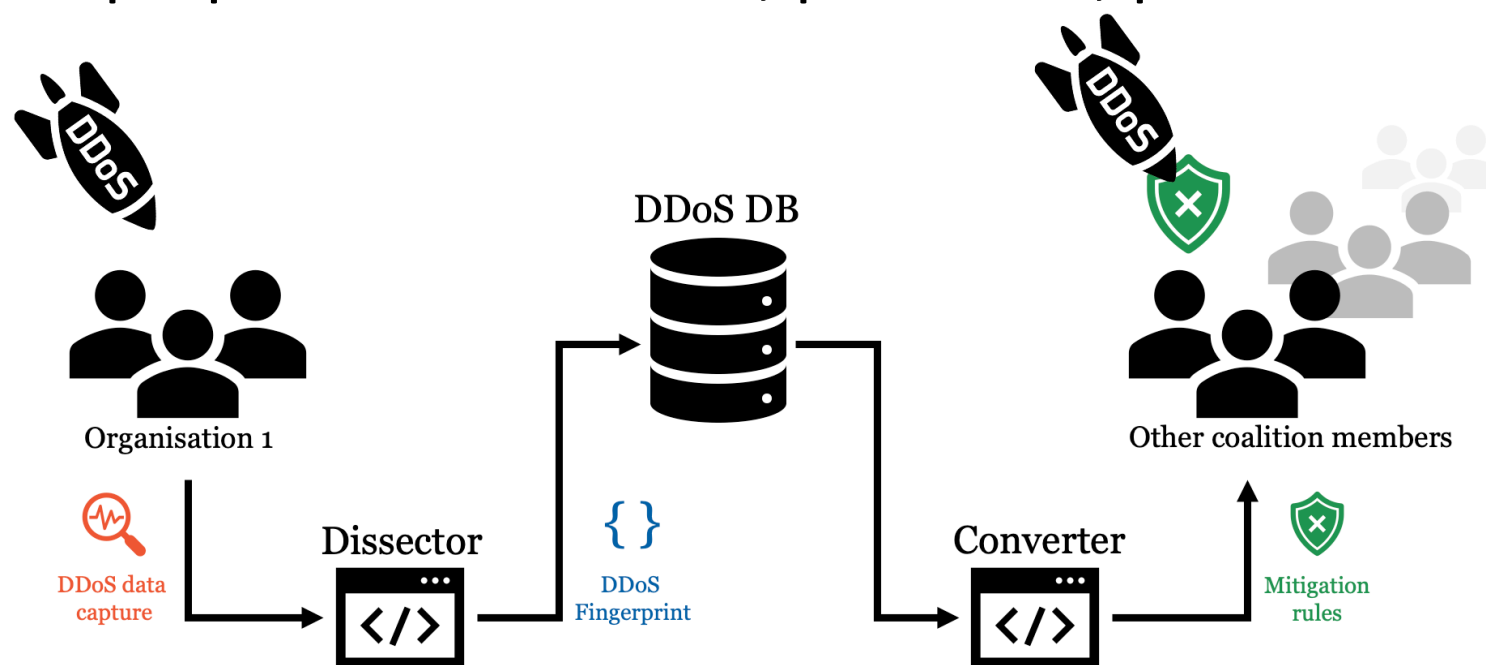 DDoS
DDoS
DDoS DB
Organisation 1
Other coalition members
DDoS data
capture
Dissector
</>
{ }
DDoS
Fingerprint
Converter
</>
Mitigation
rules